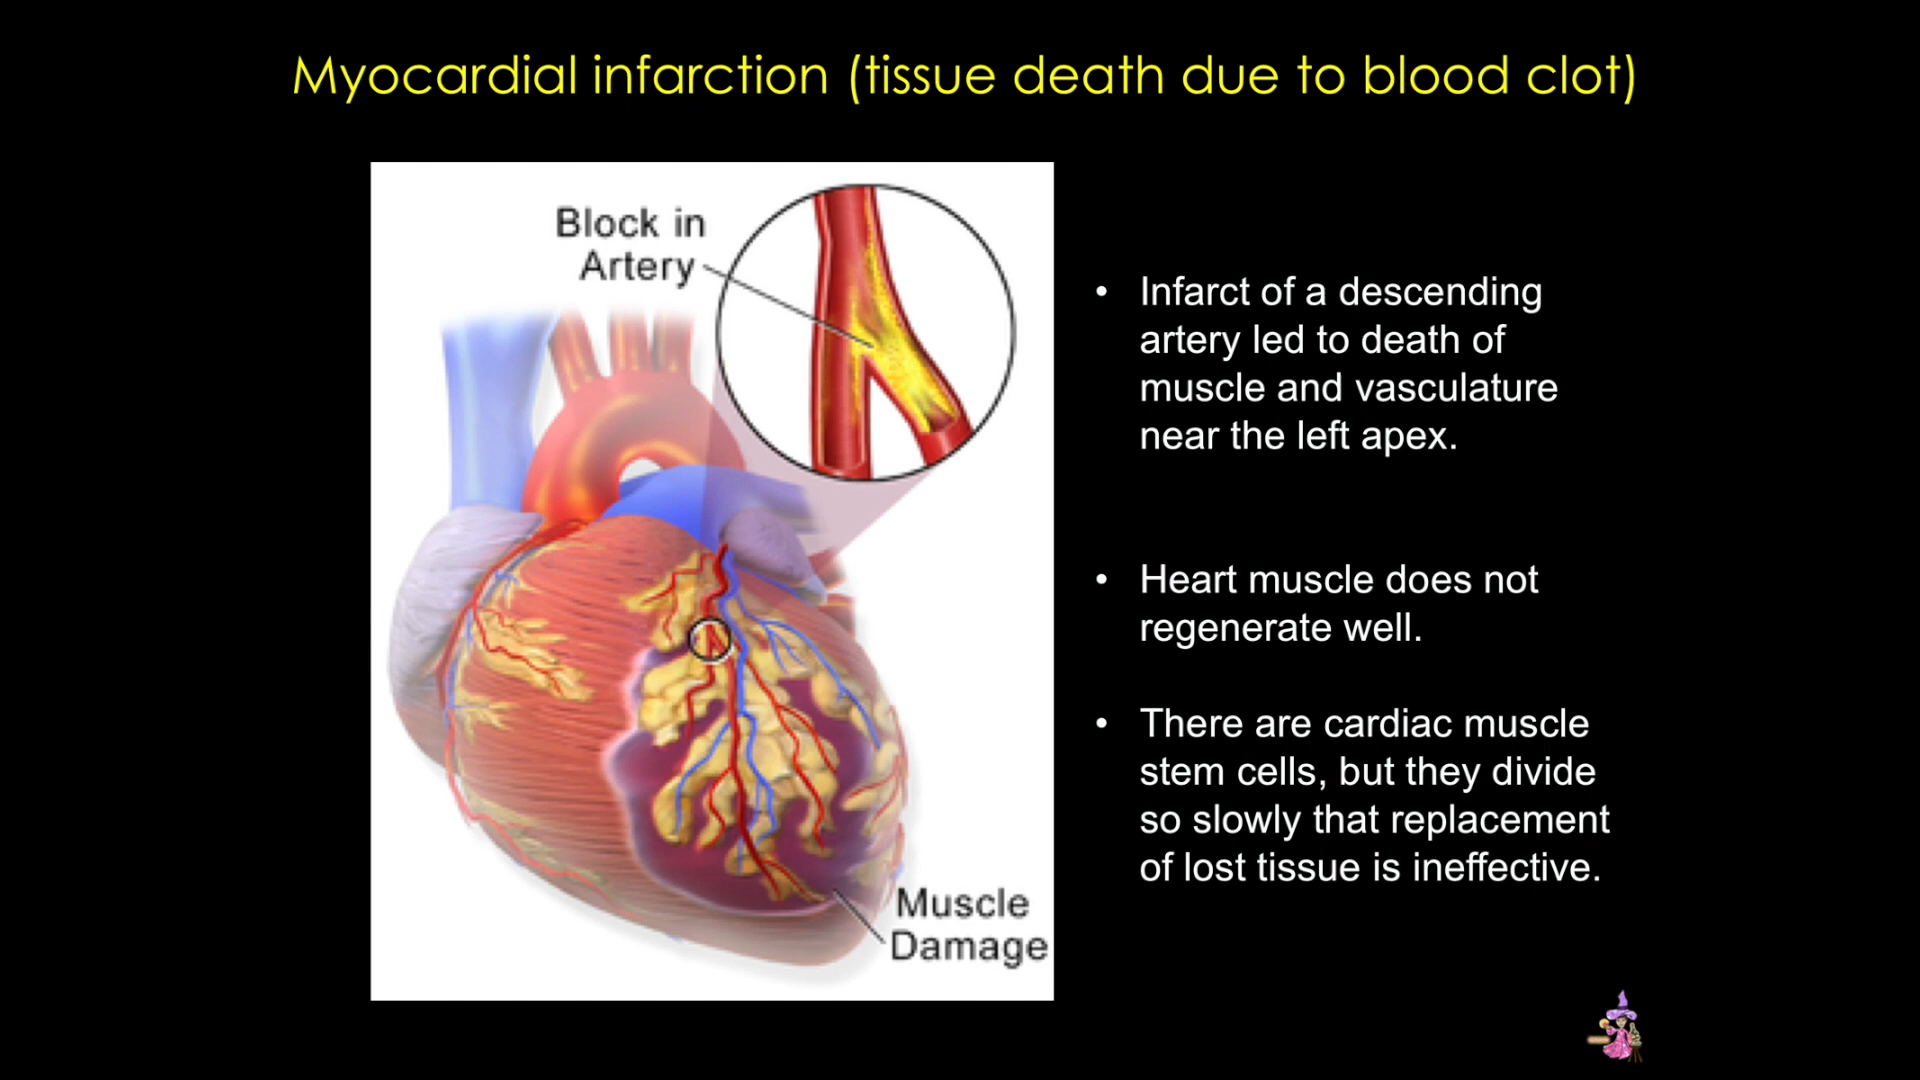 Myocardial infarction (tissue death due to blood clot)
Block in
Artery
Muscle
Damage
• Infarct of a descending
artery led to death of
muscle and vasculature
near the left apex.
• Heart muscle does not
regenerate well.
• There are cardiac muscle
stem cells, but they divide
so slowly that replacement
of lost tissue is ineffective.